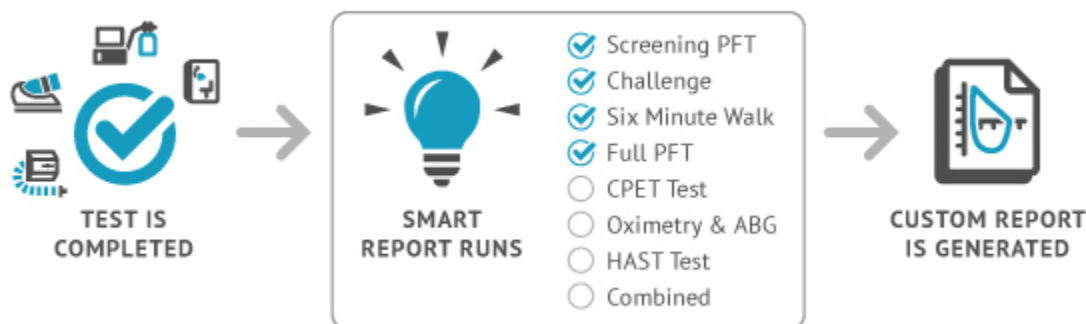 TEST IS
COMPLETED
SMART
REPORT RUNS
Screening PFT
Challenge
Six Minute Walk
Full PFT
CPET Test
Oximetry & ABG
HAST Test
Combined
CUSTOM REPORT
IS GENERATED